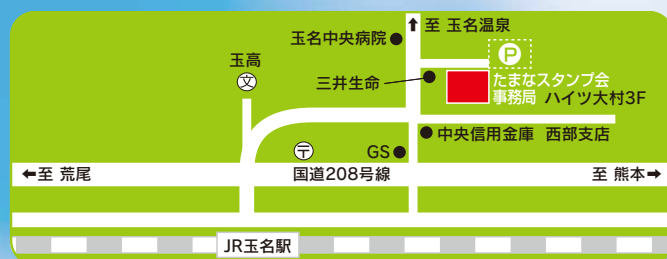 ↑至 玉名温泉
玉名中央病院
P
玉高
文
三井生命
たまなスタンプ会
事務局 ハイツ大村3F
中央信用金庫 西部支店
〒
GS
←至 荒尾
国道208号線
至 熊本→
JR玉名駅